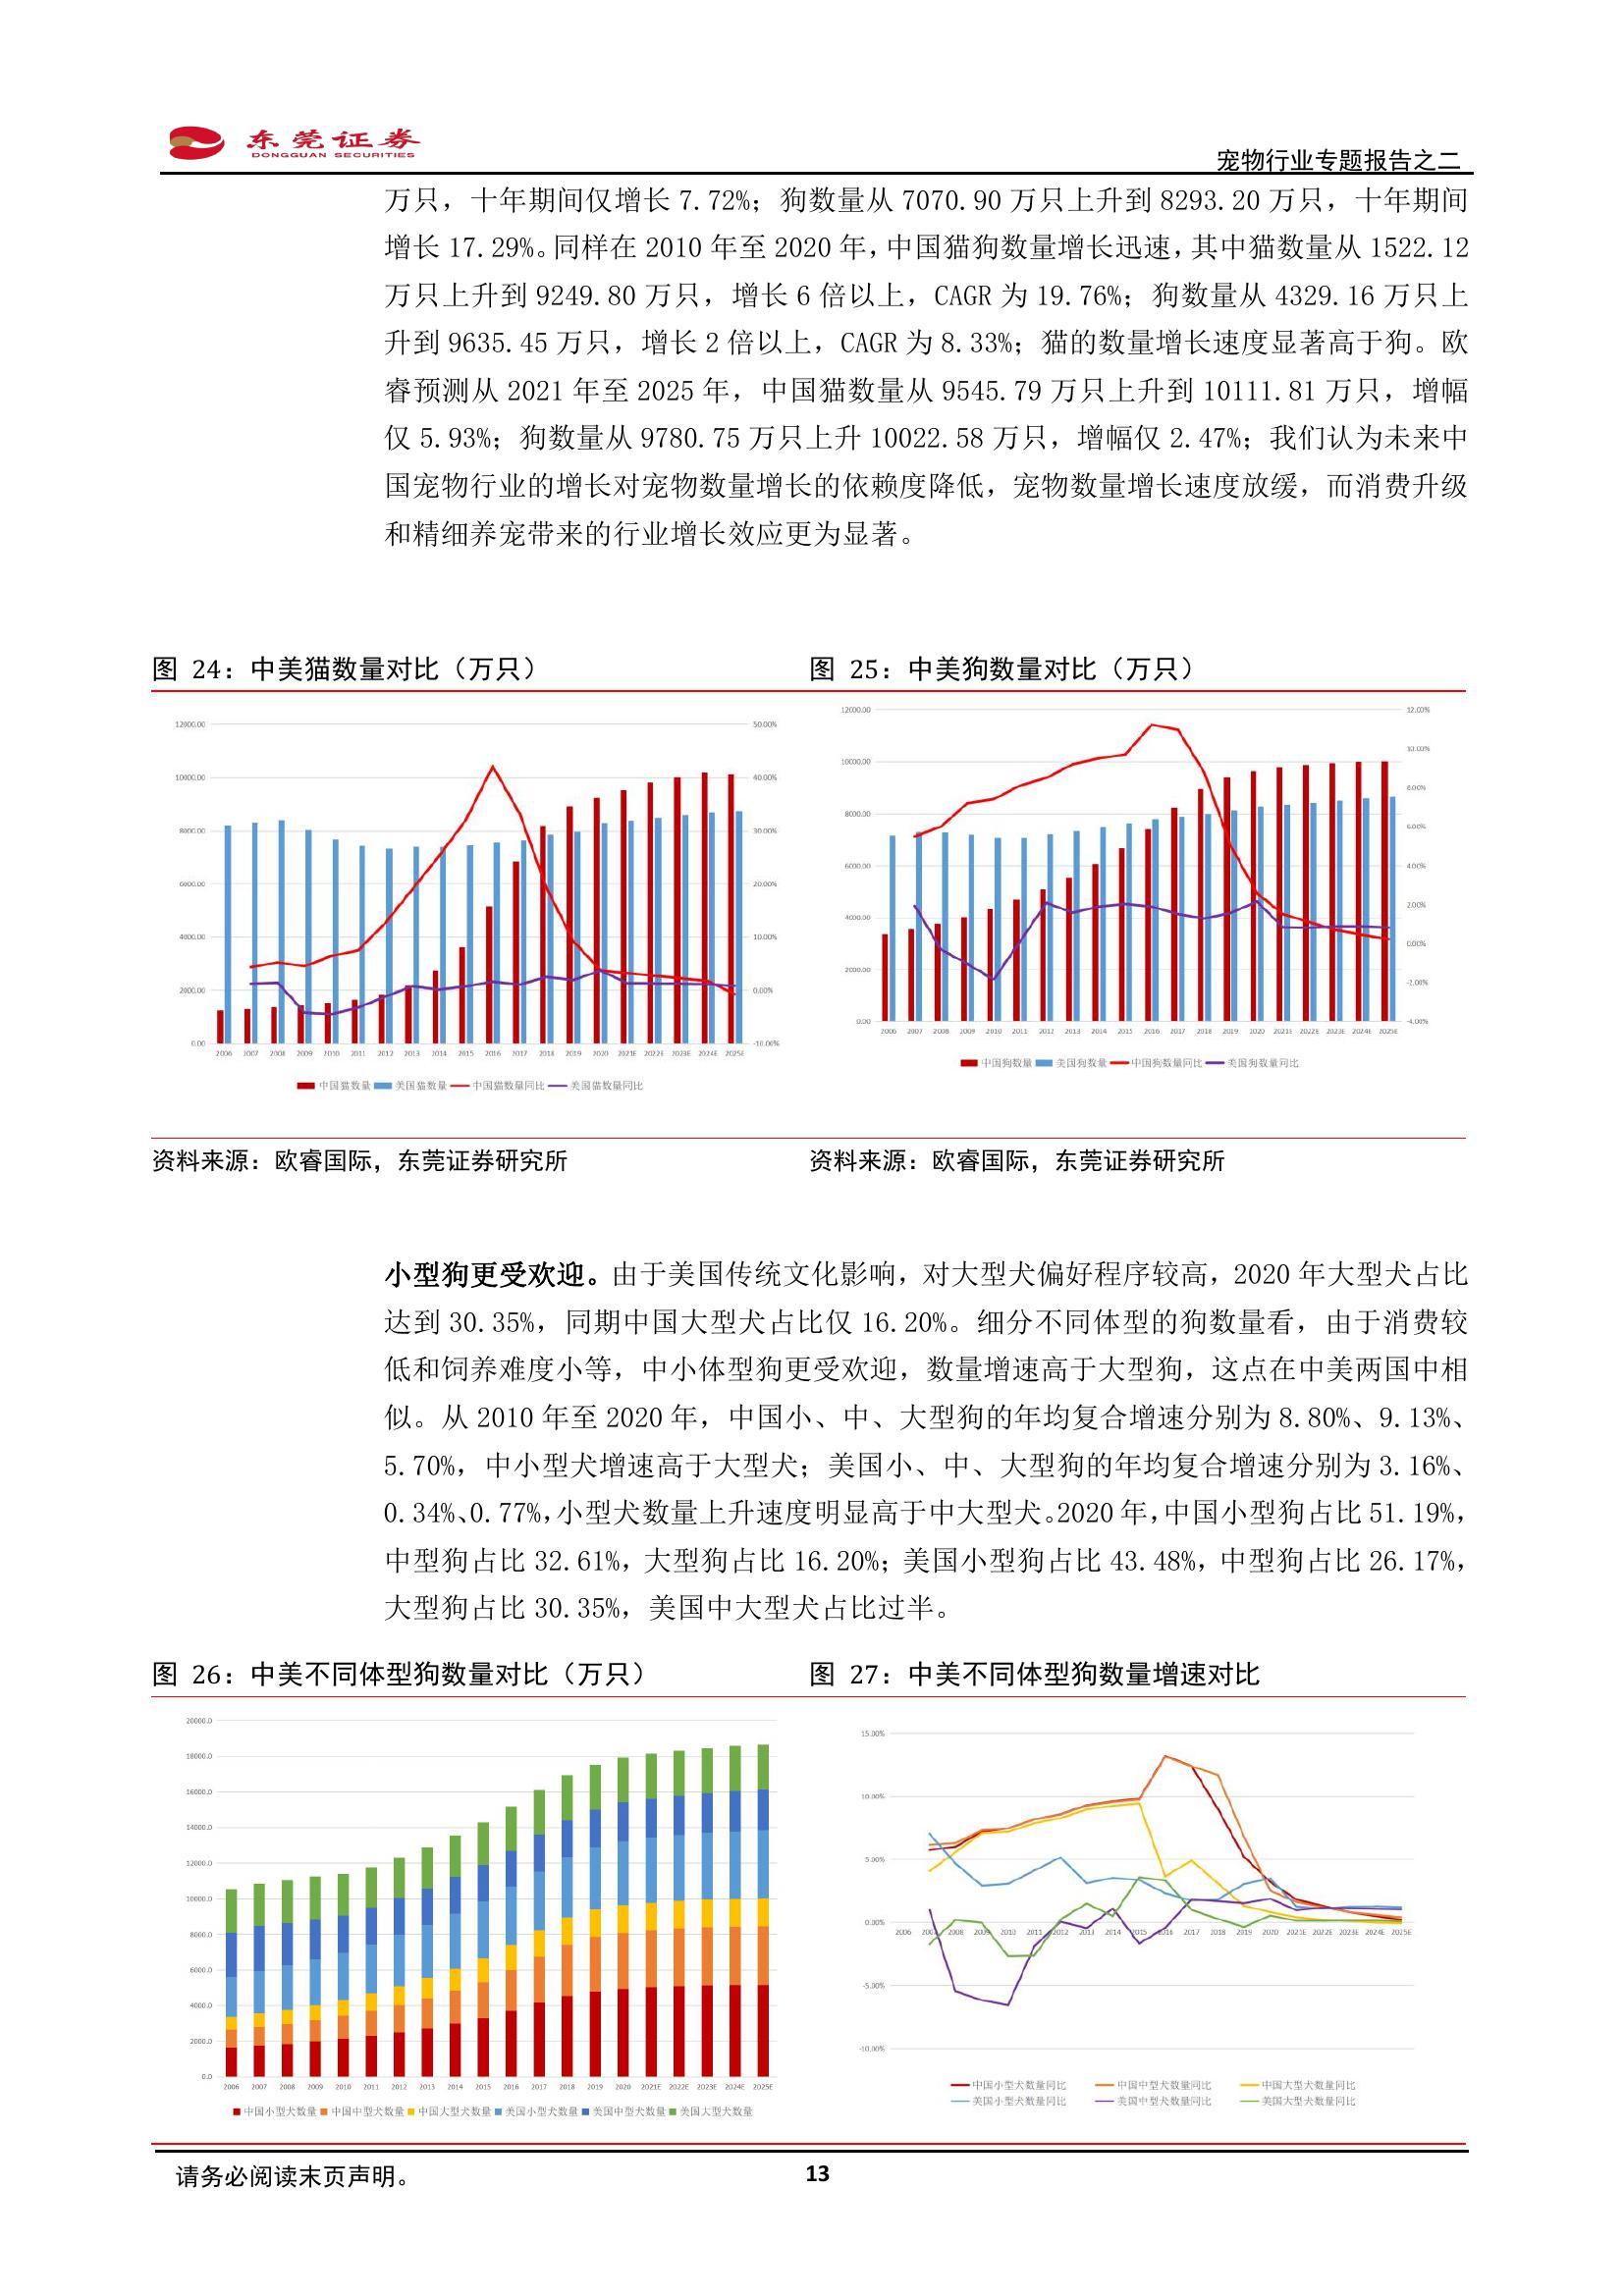 东莞证券
DONGGUAN SECURITIES
宠物行业专题报告之二
万只，十年期间仅增长 7.72%；狗数量从 7070.90 万只上升到 8293.20 万只，十年期间
增长 17.29%。同样在 2010 年至 2020 年，中国猫狗数量增长迅速，其中猫数量从 1522.12
万只上升到 9249.80 万只，增长 6 倍以上，CAGR 为 19.76%；狗数量从 4329.16 万只上
升到 9635.45 万只，增长 2 倍以上，CAGR 为 8.33%；猫的数量增长速度显著高于狗。欧
睿预测从 2021 年至 2025 年，中国猫数量从 9545.79 万只上升到 10111.81 万只，增幅
仅 5.93%；狗数量从 9780.75 万只上升 10022.58 万只，增幅仅 2.47%；我们认为未来中
国宠物行业的增长对宠物数量增长的依赖度降低，宠物数量增长速度放缓，而消费升级
和精细养宠带来的行业增长效应更为显著。
图 24：中美猫数量对比（万只）
12000.00 50.00%
10000.00 40.00%
8000.00 30.00%
6000.00 20.00%
4000.00 10.00%
2000.00 0.00%
0.00 -10.00%
2006 2007 2008 2009 2010 2011 2012 2013 2014 2015 2016 2017 2018 2019 2020 2021E 2022E 2023E 2024E 2025E
中国猫数量 美国猫数量 中国猫数量同比 美国猫数量同比
图 25：中美狗数量对比（万只）
12000.00 12.00%
10.00%
10000.00
8.00%
8000.00
6.00%
6000.00 4.00%
4000.00 2.00%
0.00%
2000.00
-2.00%
0.00 -4.00%
2006 2007 2008 2009 2010 2011 2012 2013 2014 2015 2016 2017 2018 2019 2020 2021E 2022E 2023E 2024E 2025E
中国狗数量 美国狗数量 中国狗数量同比 美国狗数量同比
资料来源：欧睿国际，东莞证券研究所
资料来源：欧睿国际，东莞证券研究所
小型狗更受欢迎。由于美国传统文化影响，对大型犬偏好程序较高，2020 年大型犬占比
达到 30.35%，同期中国大型犬占比仅 16.20%。细分不同体型的狗数量看，由于消费较
低和饲养难度小等，中小体型狗更受欢迎，数量增速高于大型狗，这点在中美两国中相
似。从 2010 年至 2020 年，中国小、中、大型狗的年均复合增速分别为 8.80%、9.13%、
5.70%，中小型犬增速高于大型犬；美国小、中、大型狗的年均复合增速分别为 3.16%、
0.34%、0.77%，小型犬数量上升速度明显高于中大型犬。2020 年，中国小型狗占比 51.19%，
中型狗占比 32.61%，大型狗占比 16.20%；美国小型狗占比 43.48%，中型狗占比 26.17%，
大型狗占比 30.35%，美国中大型犬占比过半。
图 26：中美不同体型狗数量对比（万只）
20000.0
18000.0
16000.0
14000.0
12000.0
10000.0
8000.0
6000.0
4000.0
2000.0
0.0
2006 2007 2008 2009 2010 2011 2012 2013 2014 2015 2016 2017 2018 2019 2020 2021E 2022E 2023E 2024E 2025E
中国小型犬数量 中国中型犬数量 中国大型犬数量 美国小型犬数量 美国中型犬数量 美国大型犬数量
图 27：中美不同体型狗数量增速对比
15.00%
10.00%
5.00%
0.00%
2006 2007 2008 2009 2010 2011 2012 2013 2014 2015 2016 2017 2018 2019 2020 2021E 2022E 2023E 2024E 2025E
-5.00%
-10.00%
中国小型犬数量同比 中国中型犬数量同比 中国大型犬数量同比
美国小型犬数量同比 美国中型犬数量同比 美国大型犬数量同比
请务必阅读末页声明。
13